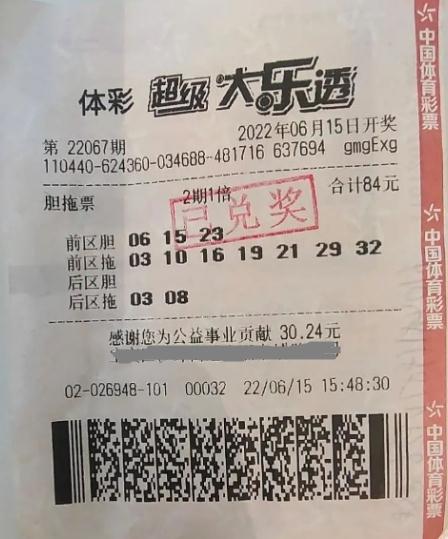 体彩 超级大乐透
第 22067期 2022年06月15日开奖
110440-624360-034688-481716 637694 gmgExg
胆拖票 2期1倍 合计84元
已兑奖
前区胆 06 15 23
前区拖 03 10 16 19 21 29 32
后区胆
后区拖 03 08
感谢您为公益事业贡献 30.24元
02-026948-101 00032 22/06/15 15:48:30
中国体育彩票
中国体育彩票
中国体育彩票